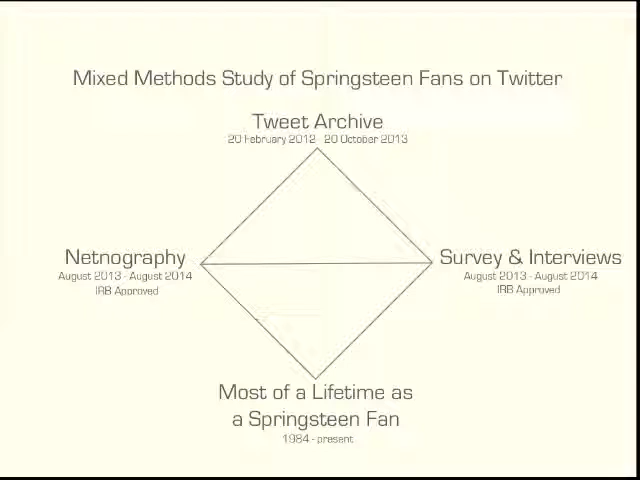 Mixed Methods Study of Springsteen Fans on Twitter
Tweet Archive
20 February 2012 - 20 October 2013
Netnography
August 2013 - August 2014
IRB Approved
Survey & Interviews
August 2013 - August 2014
IRB Approved
Most of a Lifetime as
a Springsteen Fan
1984 - present